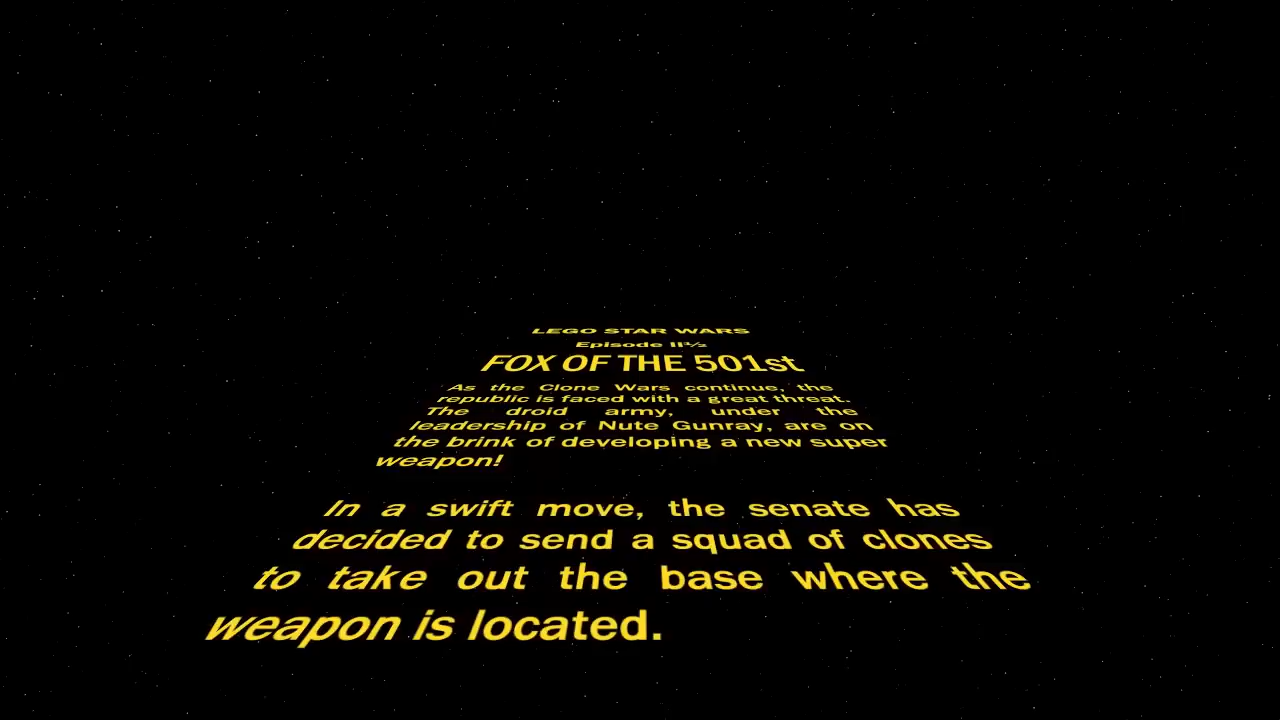 LEGO STAR WARS
Episode II½
FOX OF THE 501st
As the Clone Wars continue, the
republic is faced with a great threat.
The droid army, under the
leadership of Nute Gunray, are on
the brink of developing a new super
weapon!
In a swift move, the senate has
decided to send a squad of clones
to take out the base where the
weapon is located.